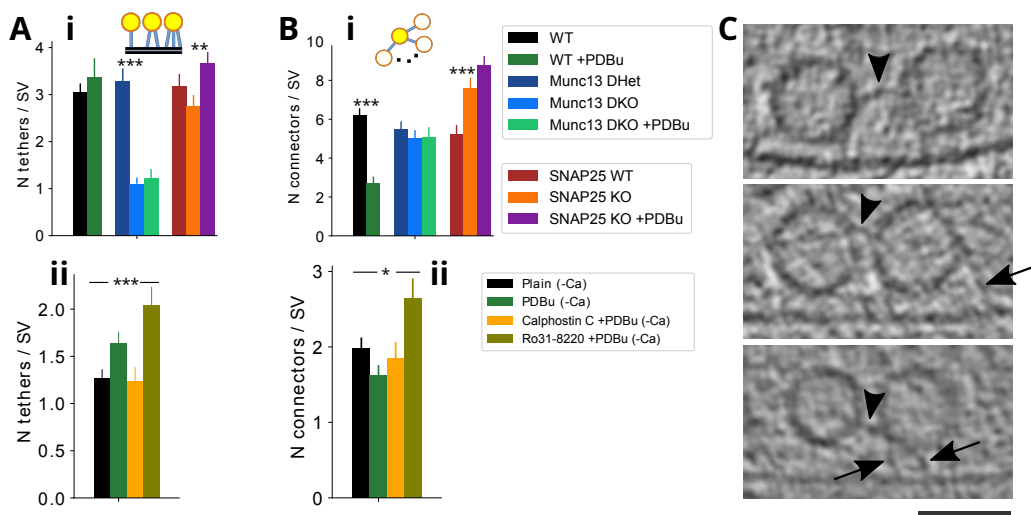 A i
4
3
2
1
0
N tethers / SV
***
**
B i
10
8
6
4
2
0
N connectors / SV
***
***
WT
WT +PDBu
Munc13 DHet
Munc13 DKO
Munc13 DKO +PDBu
SNAP25 WT
SNAP25 KO
SNAP25 KO +PDBu
C
ii
2.0
1.5
1.0
0.5
0.0
N tethers / SV
***
ii
3
2
1
0
N connectors / SV
*
Plain (-Ca)
PDBu (-Ca)
Calphostin C +PDBu (-Ca)
Ro31-8220 +PDBu (-Ca)